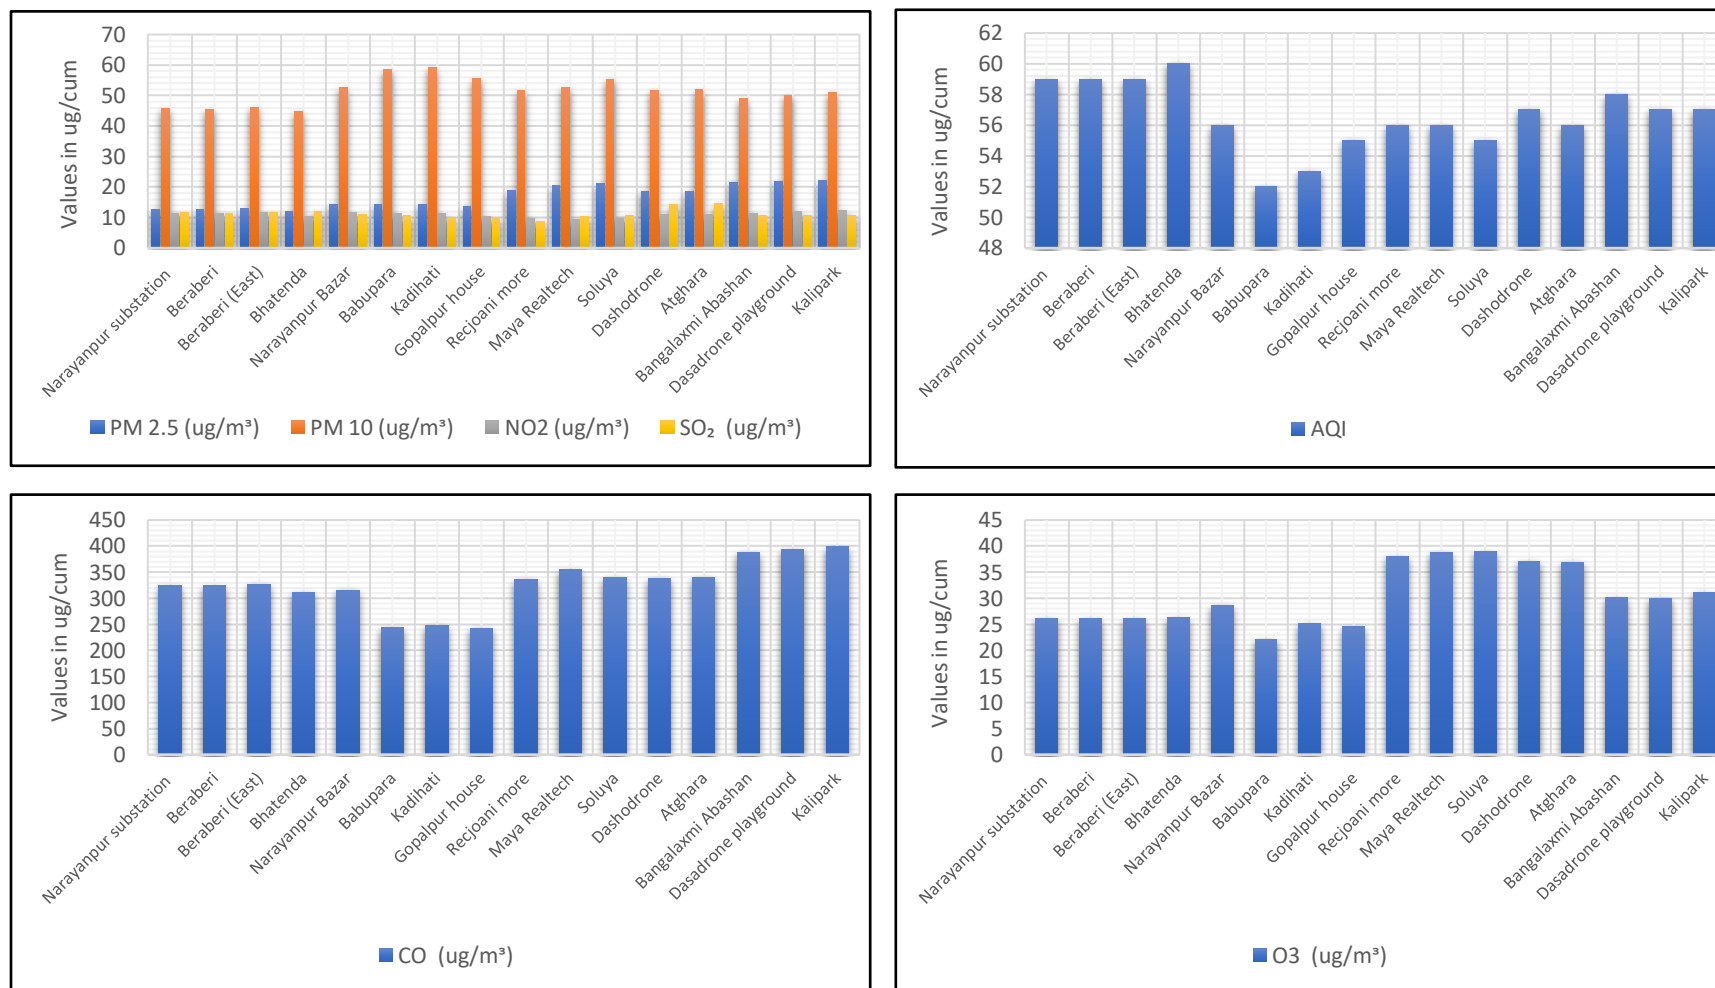 70
60
50
40
30
20
10
0
Values in ug/cum
Narayanpur substation
Beraberi
Beraberi (East)
Bhatenda
Narayanpur Bazar
Babupara
Kadihati
Gopalpur house
Recjoani more
Maya Realtech
Soluya
Dashodrone
Atghara
Bangalaxmi Abashan
Dasadrone playground
Kalipark
PM 2.5 (ug/m³) PM 10 (ug/m³) NO2 (ug/m³) SO₂ (ug/m³)
62
60
58
56
54
52
50
48
Values in ug/cum
Narayanpur substation
Beraberi
Beraberi (East)
Bhatenda
Narayanpur Bazar
Babupara
Kadihati
Gopalpur house
Recjoani more
Maya Realtech
Soluya
Dashodrone
Atghara
Bangalaxmi Abashan
Dasadrone playground
Kalipark
AQI
450
400
350
300
250
200
150
100
50
0
Values in ug/cum
Narayanpur substation
Beraberi
Beraberi (East)
Bhatenda
Narayanpur Bazar
Babupara
Kadihati
Gopalpur house
Recjoani more
Maya Realtech
Soluya
Dashodrone
Atghara
Bangalaxmi Abashan
Dasadrone playground
Kalipark
CO (ug/m³)
45
40
35
30
25
20
15
10
5
0
Values in ug/cum
Narayanpur substation
Beraberi
Beraberi (East)
Bhatenda
Narayanpur Bazar
Babupara
Kadihati
Gopalpur house
Recjoani more
Maya Realtech
Soluya
Dashodrone
Atghara
Bangalaxmi Abashan
Dasadrone playground
Kalipark
O3 (ug/m³)